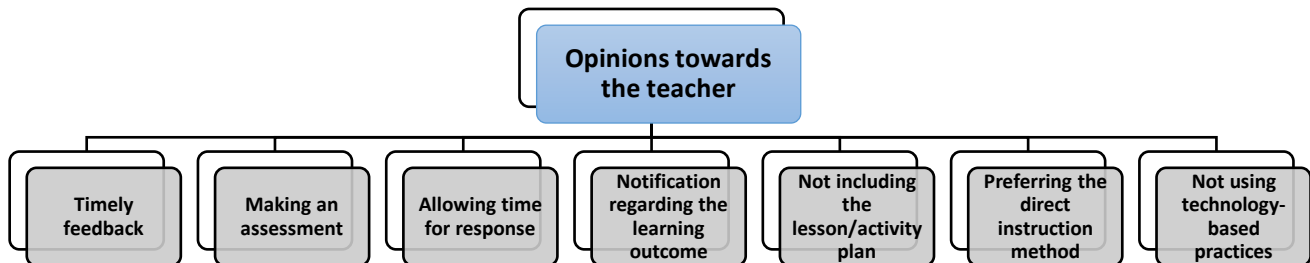 Opinions towards
the teacher
Timely
feedback
Making an
assessment
Allowing time
for response
Notification
regarding the
learning
outcome
Not including
the
lesson/activity
plan
Preferring the
direct
instruction
method
Not using
technology-
based
practices